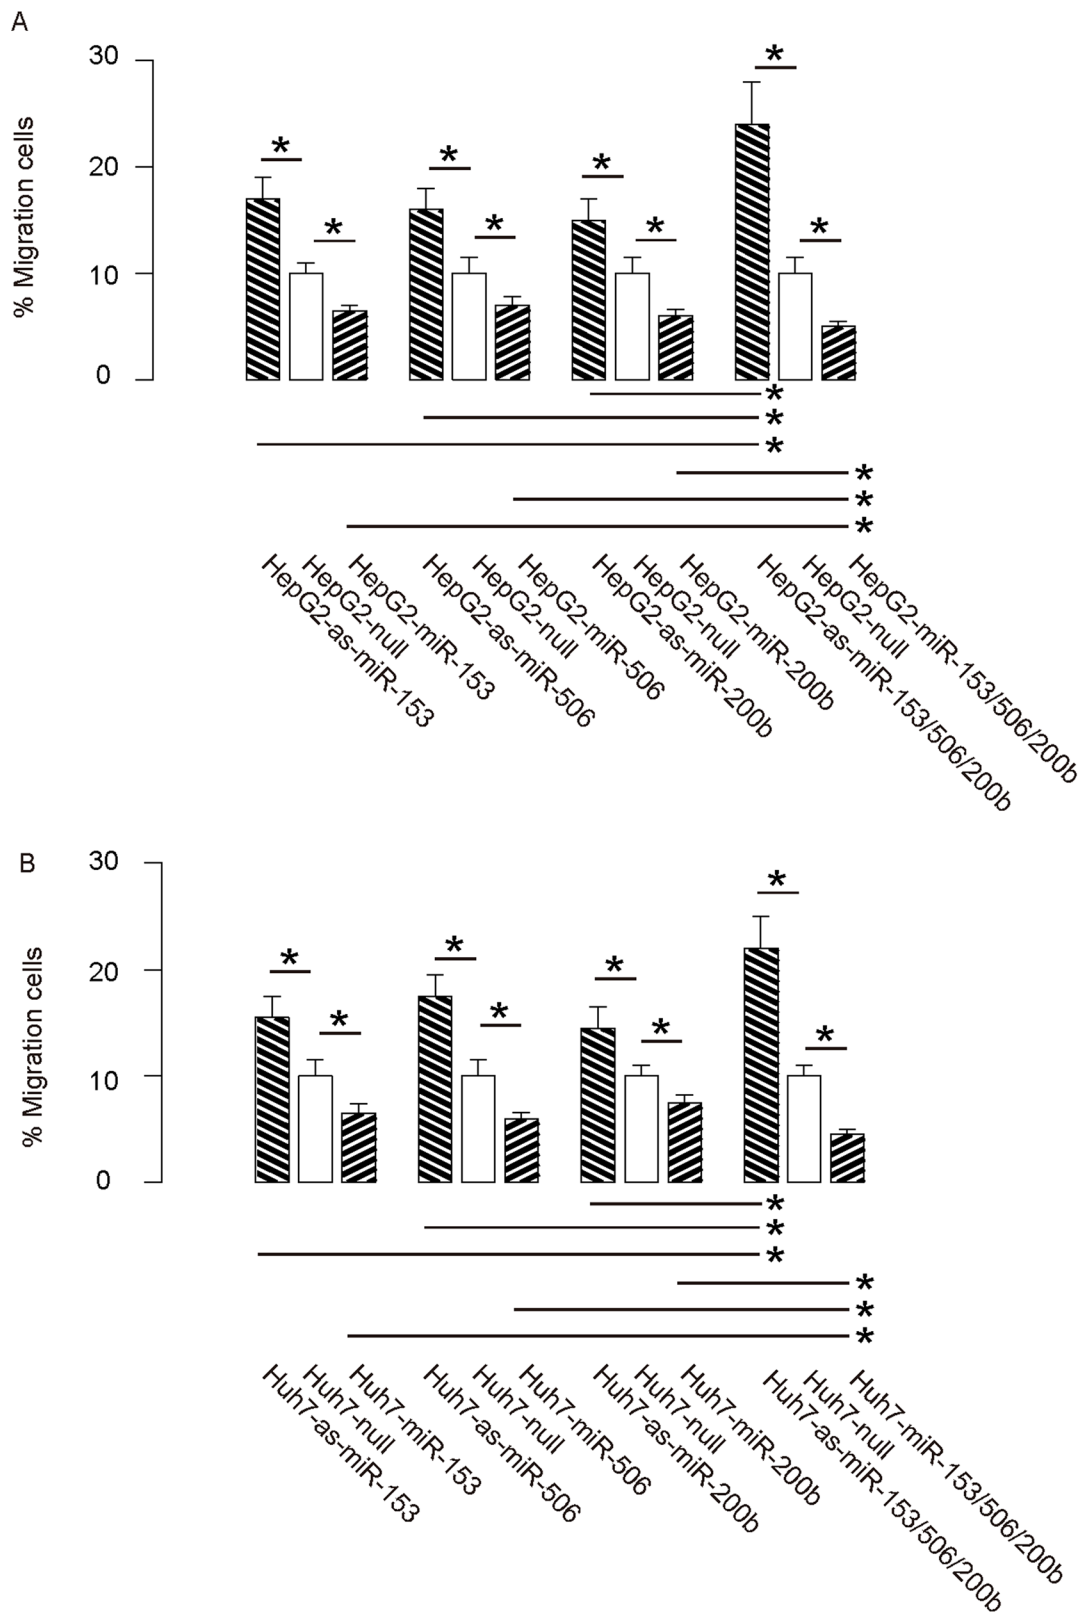 A
30
20
10
0
% Migration cells
*
*
*
*
*
*
*
*
*
*
*
*
*
*
HepG2-as-miR-153
HepG2-null
HepG2-miR-153
HepG2-as-miR-506
HepG2-null
HepG2-miR-506
HepG2-as-miR-200b
HepG2-null
HepG2-miR-200b
HepG2-as-miR-153/506/200b
HepG2-null
HepG2-miR-153/506/200b
B
30
20
10
0
% Migration cells
*
*
*
*
*
*
*
*
*
*
*
*
*
*
Huh7-as-miR-153
Huh7-null
Huh7-miR-153
Huh7-as-miR-506
Huh7-null
Huh7-miR-506
Huh7-as-miR-200b
Huh7-null
Huh7-miR-200b
Huh7-as-miR-153/506/200b
Huh7-null
Huh7-miR-153/506/200b